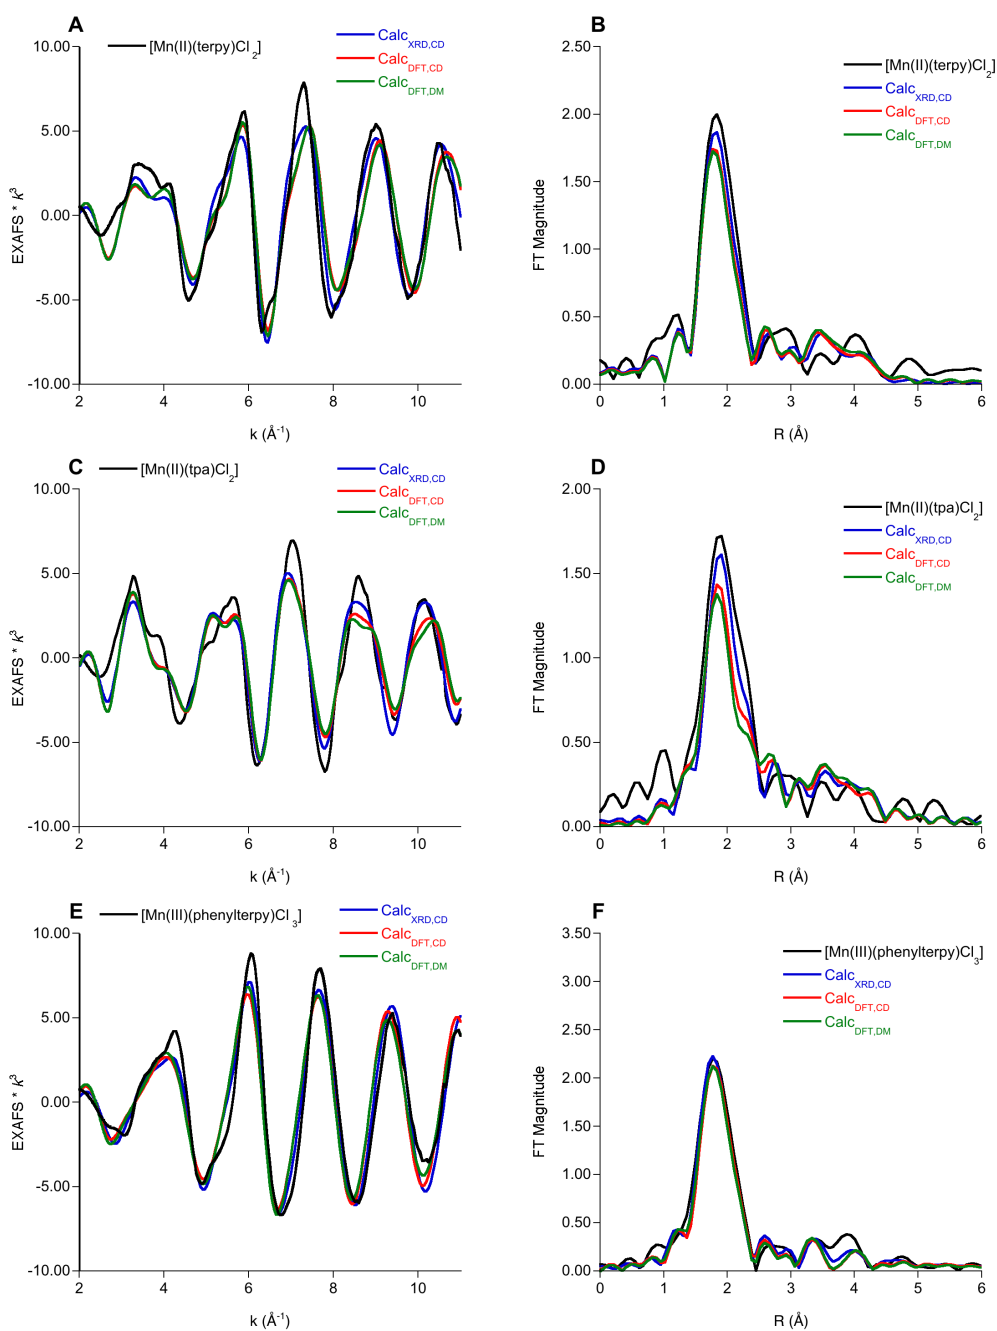 A
[Mn(II)(terpy)Cl2]
CalcXRD,CD
CalcDFT,CD
CalcDFT,DM
10.00
5.00
0.00
-5.00
-10.00
EXAFS * k3
2
4
6
8
10
k (Å-1)
B
[Mn(II)(terpy)Cl2]
CalcXRD,CD
CalcDFT,CD
CalcDFT,DM
2.50
2.00
1.50
1.00
0.50
0.00
FT Magnitude
0
1
2
3
4
5
6
R (Å)
C
[Mn(II)(tpa)Cl2]
CalcXRD,CD
CalcDFT,CD
CalcDFT,DM
10.00
5.00
0.00
-5.00
-10.00
EXAFS * k3
2
4
6
8
10
k (Å-1)
D
[Mn(II)(tpa)Cl2]
CalcXRD,CD
CalcDFT,CD
CalcDFT,DM
2.00
1.50
1.00
0.50
0.00
FT Magnitude
0
1
2
3
4
5
6
R (Å)
E
[Mn(III)(phenylterpy)Cl3]
CalcXRD,CD
CalcDFT,CD
CalcDFT,DM
10.00
5.00
0.00
-5.00
-10.00
EXAFS * k3
2
4
6
8
10
k (Å-1)
F
[Mn(III)(phenylterpy)Cl3]
CalcXRD,CD
CalcDFT,CD
CalcDFT,DM
3.50
3.00
2.50
2.00
1.50
1.00
0.50
0.00
FT Magnitude
0
1
2
3
4
5
6
R (Å)